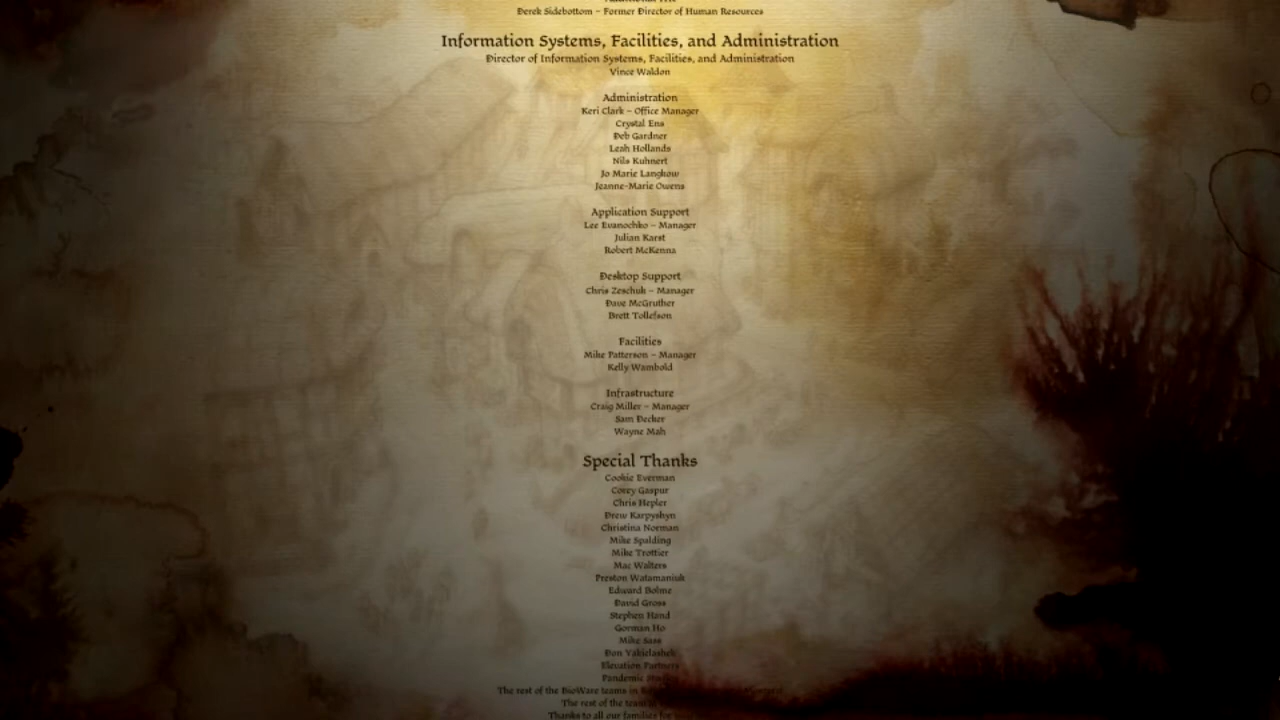 Derek Sidebottom – Former Director of Human Resources
Information Systems, Facilities, and Administration
Director of Information Systems, Facilities, and Administration
Vince Waldon
Administration
Keri Clark – Office Manager
Crystal Ens
Deb Gardner
Leah Hollands
Nils Kuhnert
Jo Marie Langkow
Jeanne-Marie Owens
Application Support
Lee Evanochko – Manager
Julian Karst
Robert McKenna
Desktop Support
Chris Zeschuk – Manager
Dave McGruther
Brett Tollefson
Facilities
Mike Patterson – Manager
Kelly Wambold
Infrastructure
Craig Miller – Manager
Sam Decker
Wayne Mah
Special Thanks
Cookie Everman
Corey Gaspur
Chris Hepler
Drew Karpyshyn
Christina Norman
Mike Spalding
Mike Trottier
Mac Walters
Preston Watamaniuk
Edward Bolme
David Gross
Stephen Hand
Gorman Ho
Mike Sass
Don Yakielashek
Elevation Partners
Pandemic
The rest of the BioWare teams in
The rest of the team
Thanks to all our families for